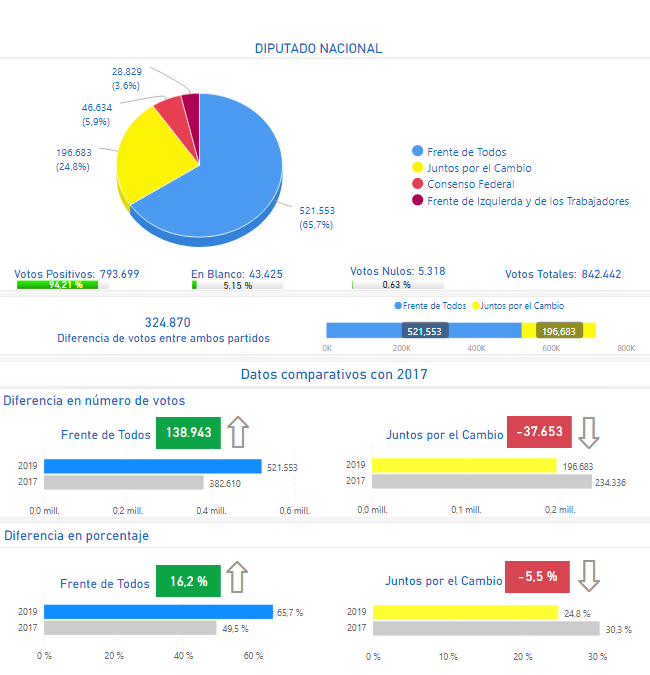 DIPUTADO NACIONAL
28.829
(3,6%)
46.634
(5,9%)
196.683
(24,8%)
521.553
(65,7%)
Frente de Todos
Juntos por el Cambio
Consenso Federal
Frente de Izquierda y de los Trabajadores
Votos Positivos: 793.699
94,21 %
En Blanco: 43.425
5,15 %
Votos Nulos: 5.318
0,63 %
Votos Totales: 842.442
324.870
Diferencia de votos entre ambos partidos
Frente de Todos Juntos por el Cambio
521,553 196,683
0K 200K 400K 600K 800K
Datos comparativos con 2017
Diferencia en número de votos
Frente de Todos 138.943
2019 521.553
2017 382.610
0,0 mill. 0,2 mill. 0,4 mill. 0,6 mill.
Juntos por el Cambio -37.653
2019 196.683
2017 234.336
0,0 mill. 0,1 mill. 0,2 mill.
Diferencia en porcentaje
Frente de Todos 16,2 %
2019 65,7 %
2017 49,5 %
0 % 20 % 40 % 60 %
Juntos por el Cambio -5,5 %
2019 24,8 %
2017 30,3 %
0 % 10 % 20 % 30 %